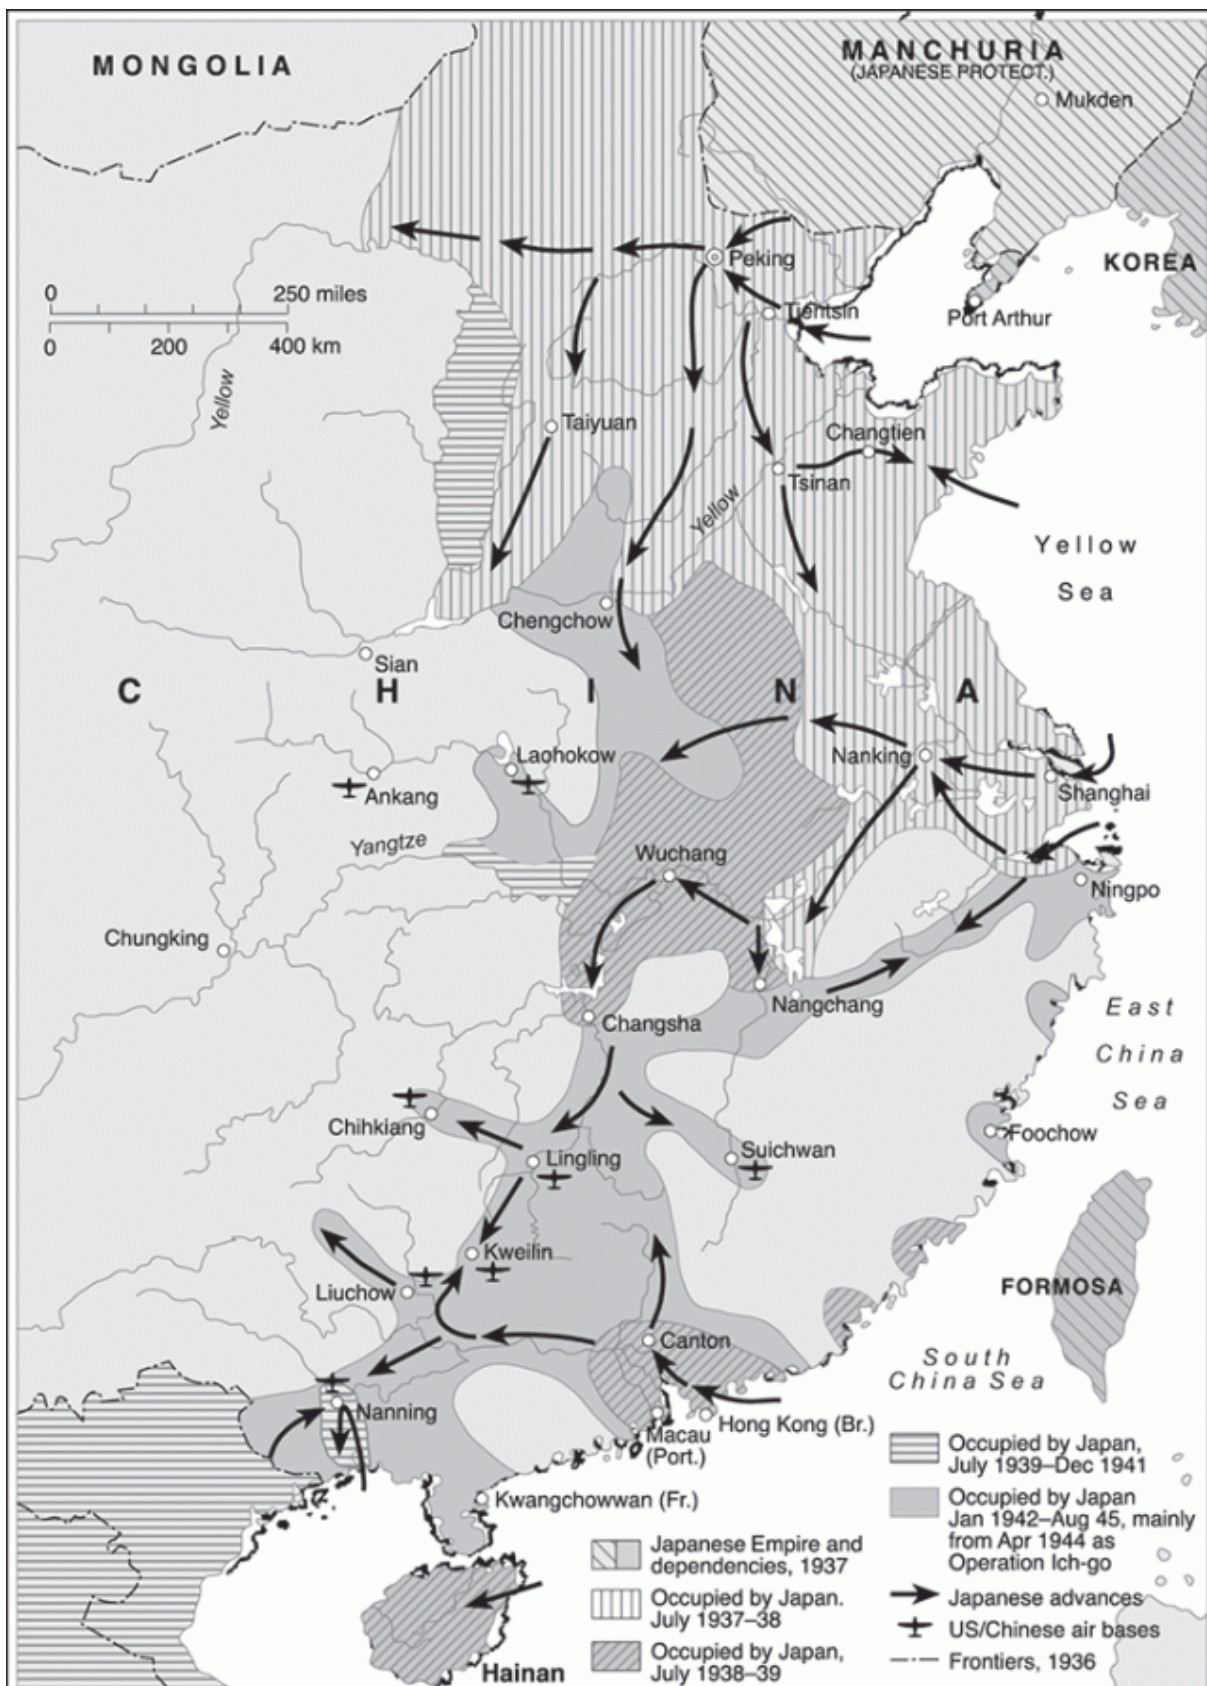 MONGOLIA
MANCHURIA
(JAPANESE PROTECT.)
Mukden
Peking
KOREA
0 250 miles
0 200 400 km
Tientsin
Port Arthur
Yellow
Taiyuan
Changtien
Tsinan
Yellow
Yellow
Sea
Chengchow
Sian
C H I N A
Laohokow
Nanking
Ankang
Shanghai
Yangtze
Wuchang
Ningpo
Chungking
Nangchang
Changsha
East
China
Sea
Chihkiang
Foochow
Lingling
Suichwan
Kweilin
Liuchow
FORMOSA
Canton
South
China Sea
Nanning
Hong Kong (Br.)
Macau
(Port.)
Kwangchowwan (Fr.)
Hainan
Japanese Empire and
dependencies, 1937
Occupied by Japan.
July 1937–38
Occupied by Japan,
July 1938–39
Occupied by Japan,
July 1939–Dec 1941
Occupied by Japan
Jan 1942–Aug 45, mainly
from Apr 1944 as
Operation Ich-go
Japanese advances
US/Chinese air bases
Frontiers, 1936